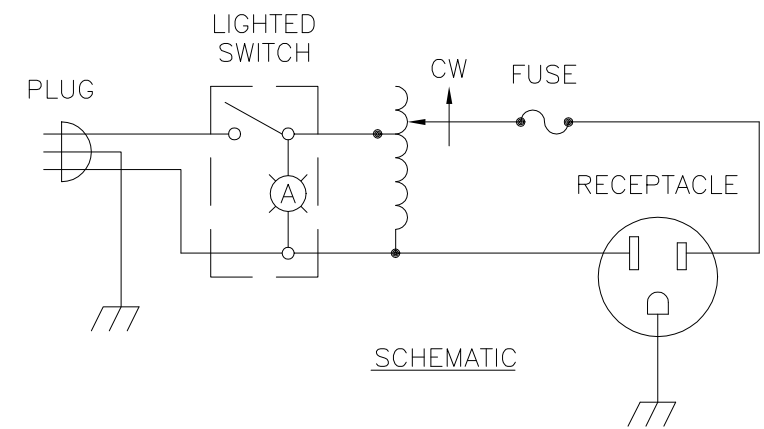 LIGHTED
SWITCH
PLUG
CW
FUSE
RECEPTACLE
A
SCHEMATIC